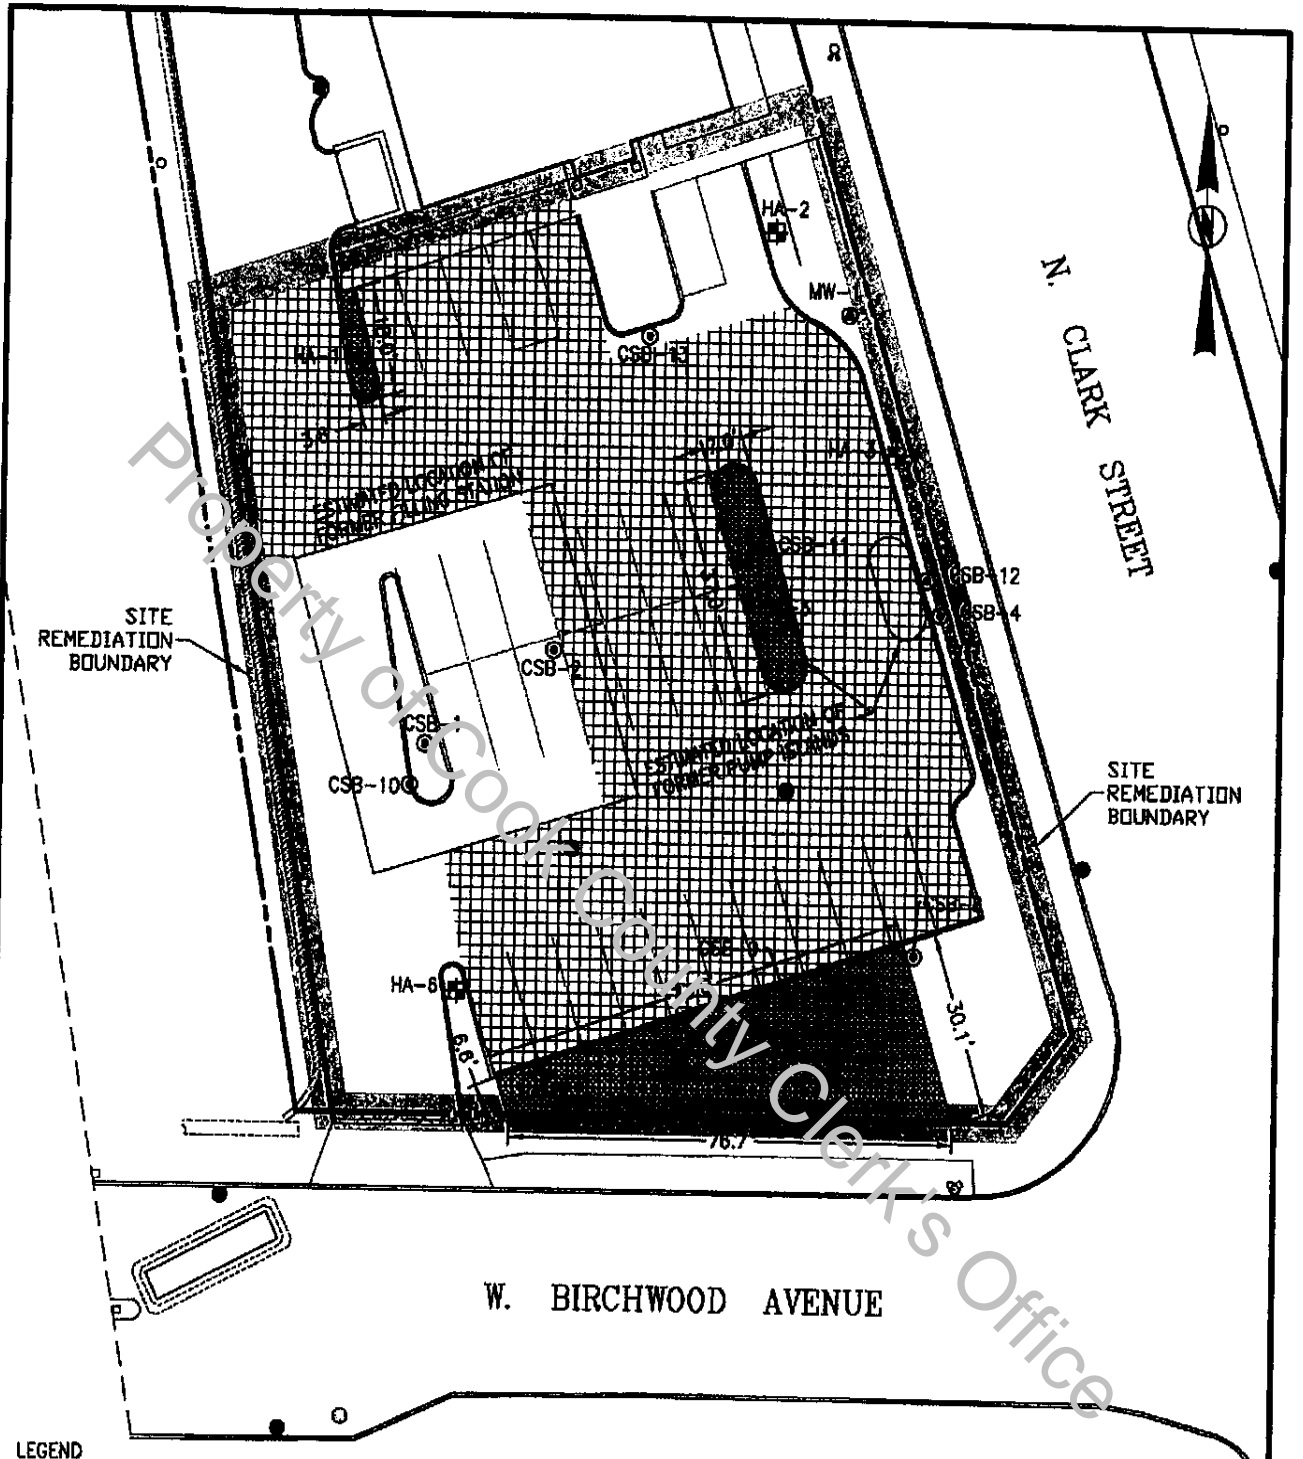 HA-2
MW-
CSB-13
N. CLARK STREET
ESTIMATED LOCATION OF
FORMER FILLING STATION
CSB-11
CSB-12
CSB-4
SITE
REMEDIATION
BOUNDARY
CSB-2
CSB-1
CSB-10
ESTIMATED LOCATION OF
FORMER PUMP ISLANDS
SITE
REMEDIATION
BOUNDARY
HA-6
6.6'
30.1'
76.7
W. BIRCHWOOD AVENUE
LEGEND
Property of Cook County Clerk's Office